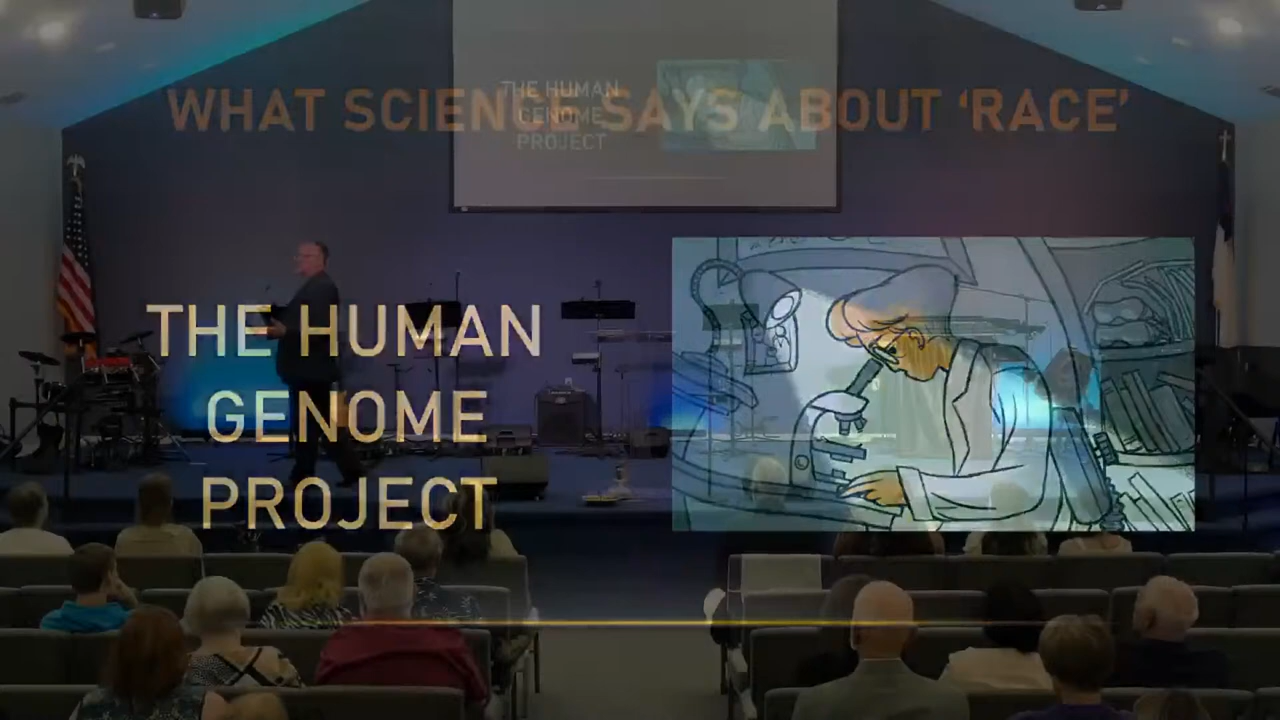 WHAT SCIENCE SAYS ABOUT ‘RACE’
THE HUMAN
GENOME
PROJECT
THE HUMAN
GENOME
PROJECT